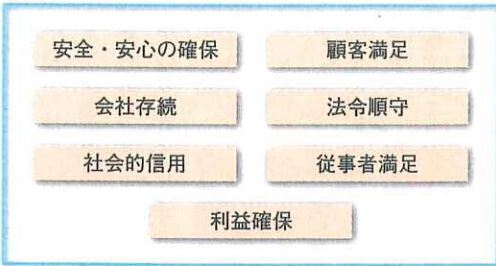 安全・安心の確保
顧客満足
会社存続
法令順守
社会的信用
従事者満足
利益確保